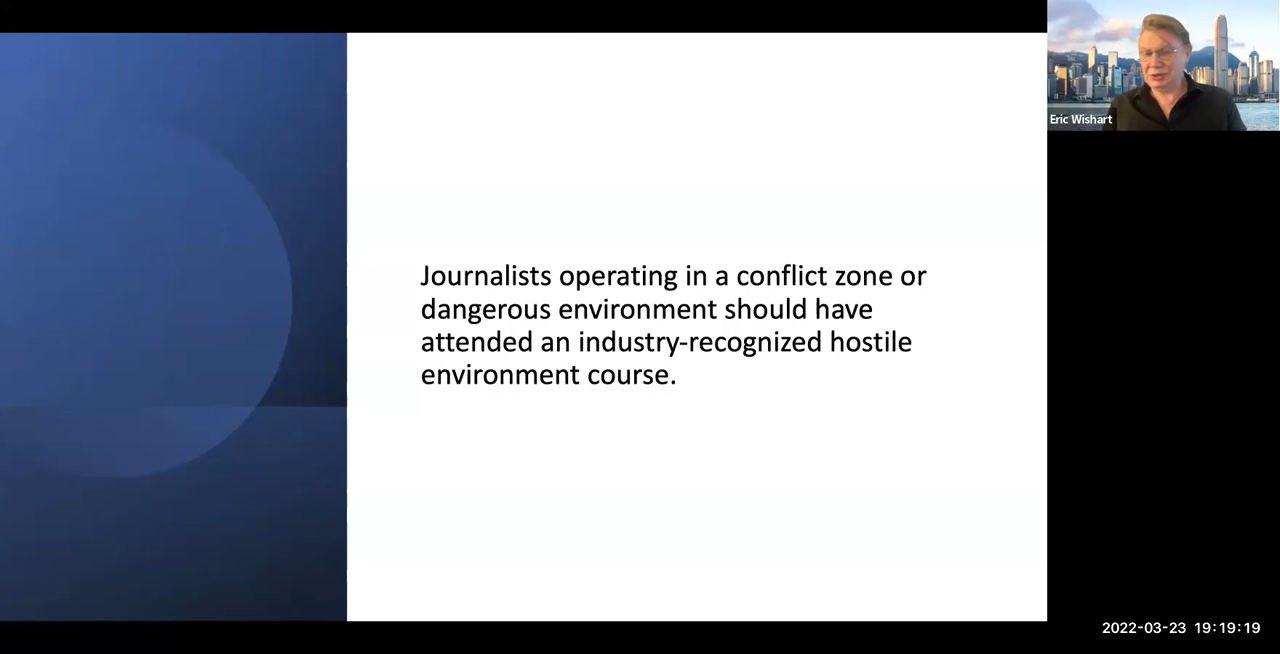 Eric Wishart
Journalists operating in a conflict zone or
dangerous environment should have
attended an industry-recognized hostile
environment course.
2022-03-23 19:19:19